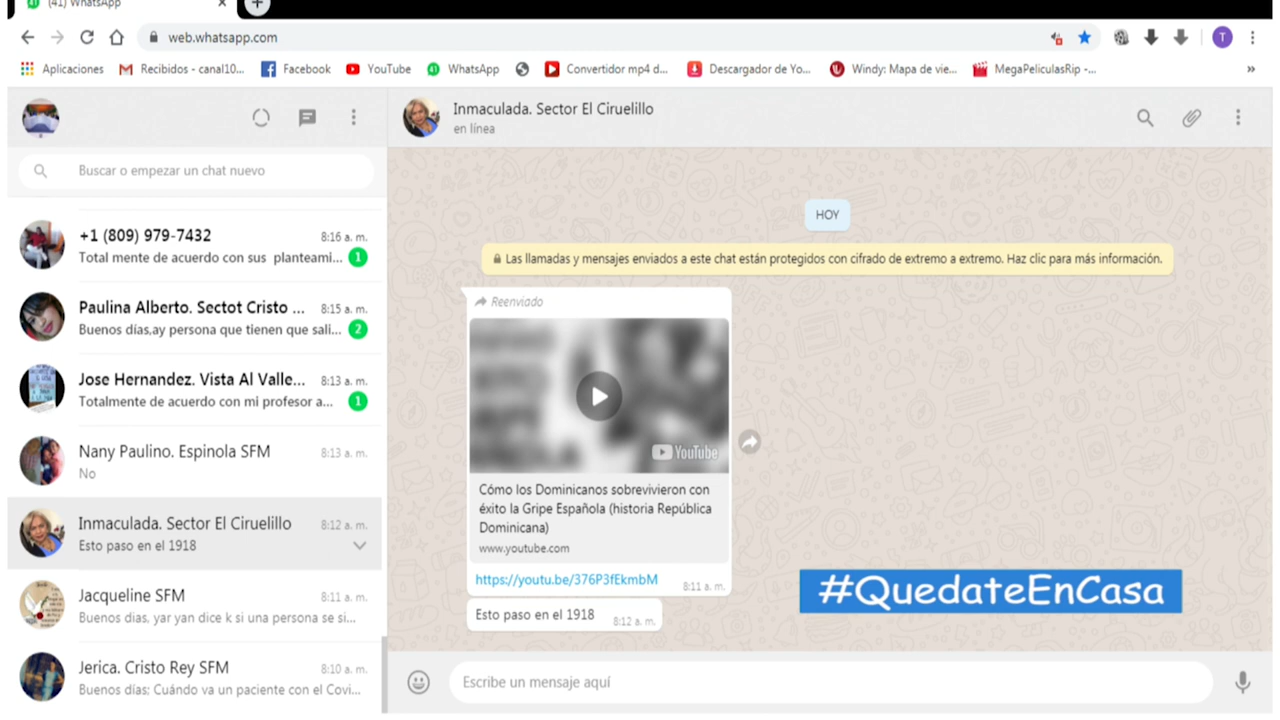 (41) WhatsApp
web.whatsapp.com
T
Aplicaciones
Recibidos - canal10...
Facebook
YouTube
WhatsApp
Convertidor mp4 d...
Descargador de Yo...
Windy: Mapa de vie...
MegaPeliculasRip -...
»
Buscar o empezar un chat nuevo
+1 (809) 979-7432
8:16 a. m.
Total mente de acuerdo con sus planteami...
1
Paulina Alberto. Sectot Cristo ...
8:15 a. m.
Buenos días,ay persona que tienen que sali...
2
Jose Hernandez. Vista Al Valle...
8:13 a. m.
Totalmente de acuerdo con mi profesor a...
1
Nany Paulino. Espinola SFM
8:13 a. m.
No
Inmaculada. Sector El Ciruelillo
8:12 a. m.
Esto paso en el 1918
Jacqueline SFM
8:11 a. m.
Buenos dias, yar yan dice k si una persona se si...
Jerica. Cristo Rey SFM
8:10 a. m.
Buenos días; Cuándo va un paciente con el Covi...
Inmaculada. Sector El Ciruelillo
en línea
HOY
Las llamadas y mensajes enviados a este chat están protegidos con cifrado de extremo a extremo. Haz clic para más información.
Reenviado
YouTube
Cómo los Dominicanos sobrevivieron con
éxito la Gripe Española (historia República
Dominicana)
www.youtube.com
https://youtu.be/376P3fEkmbM
8:11 a. m.
Esto paso en el 1918
8:12 a. m.
#QuedateEnCasa
Escribe un mensaje aquí